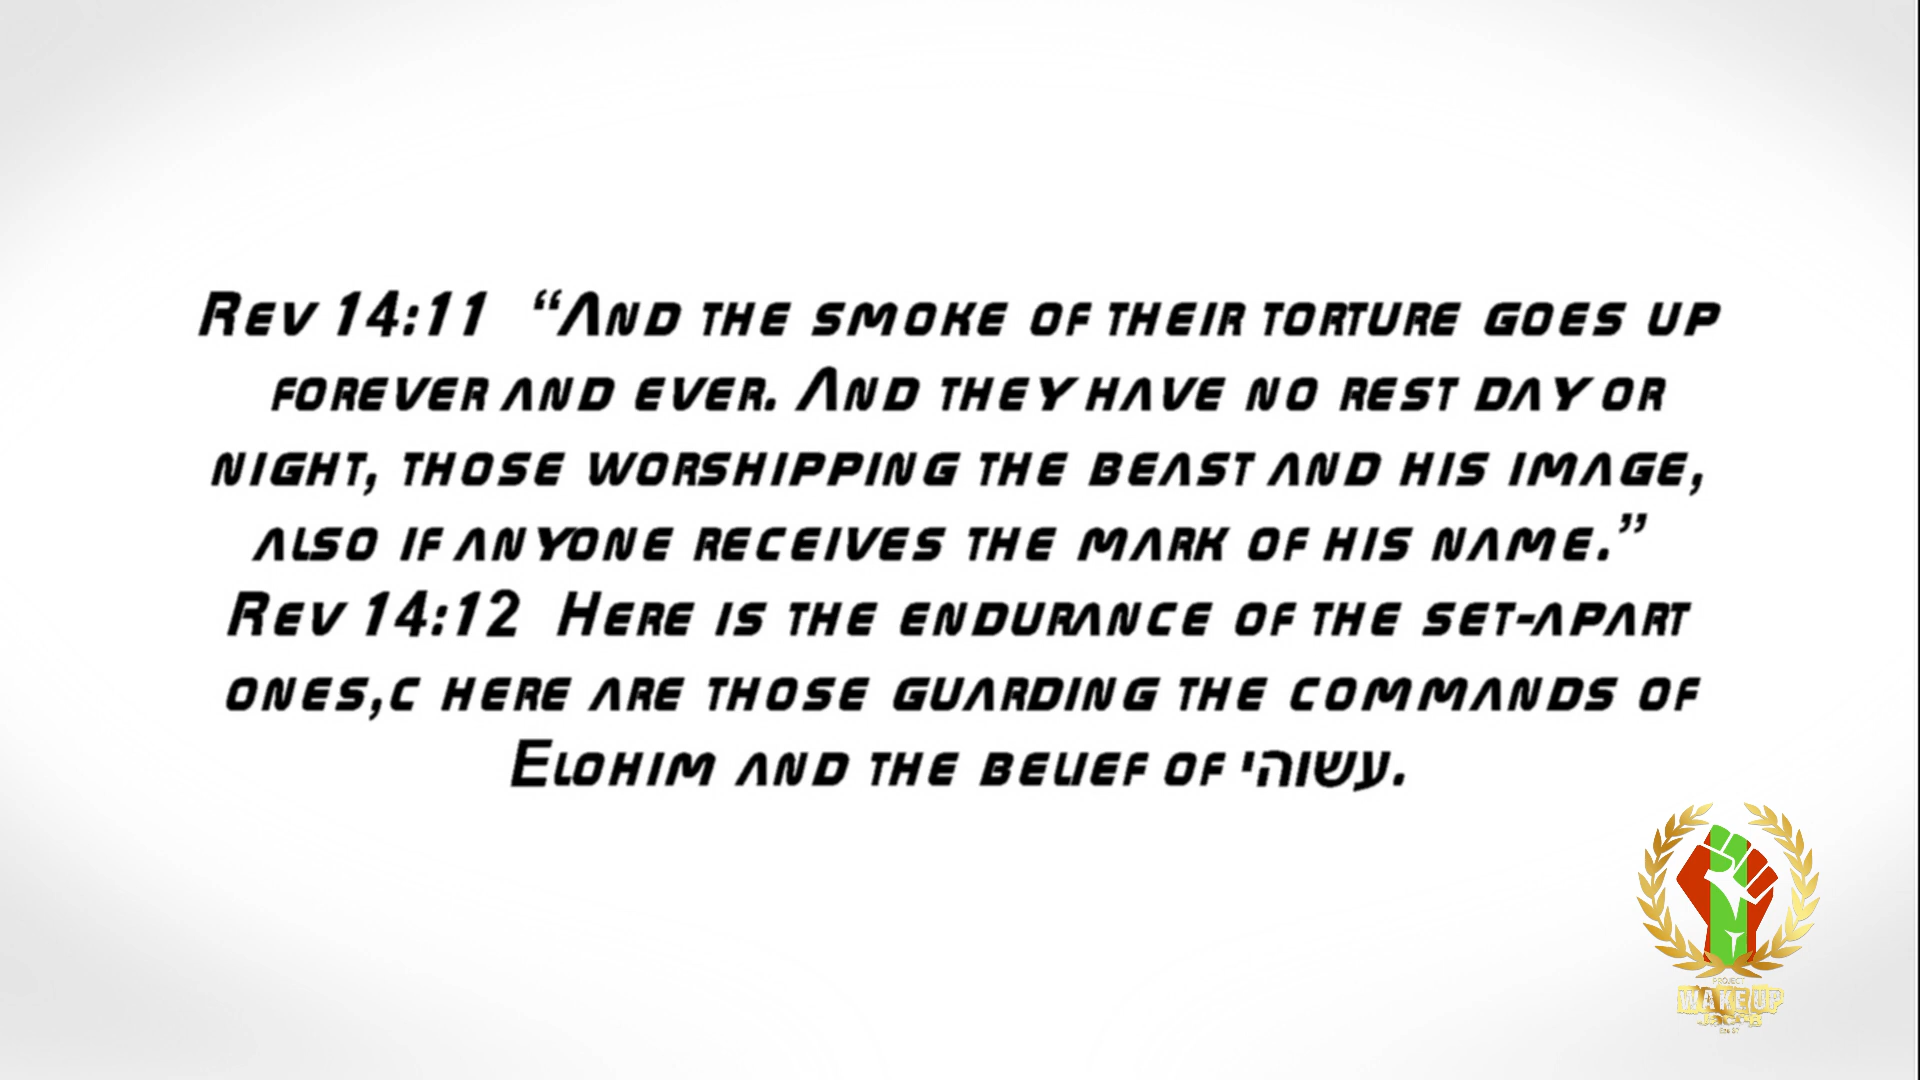 Rev 14:11 “And the smoke of their torture goes up
forever and ever. And they have no rest day or
night, those worshipping the beast and his image,
also if anyone receives the mark of his name.”
Rev 14:12 Here is the endurance of the set-apart
ones,c here are those guarding the commands of
Elohim and the belief of עשוהי.
PROJECT
WAKE UP
Jacob